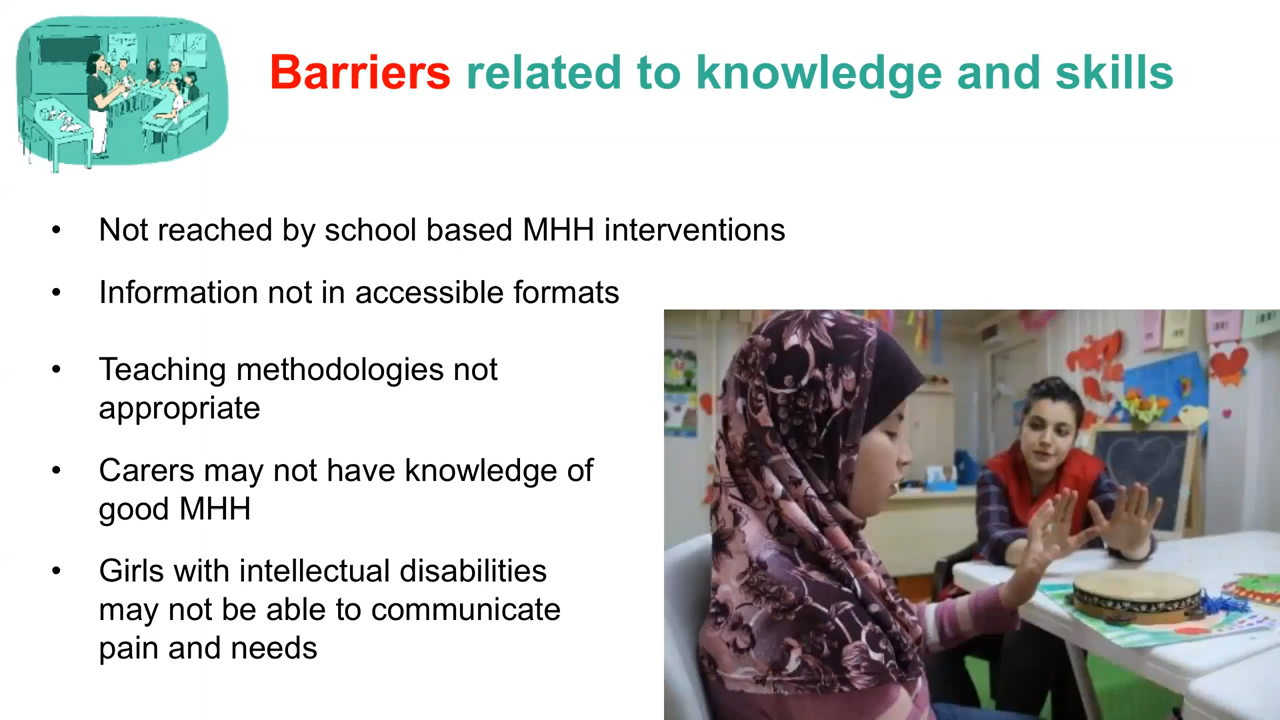 Barriers related to knowledge and skills
• Not reached by school based MHH interventions
• Information not in accessible formats
• Teaching methodologies not
appropriate
• Carers may not have knowledge of
good MHH
• Girls with intellectual disabilities
may not be able to communicate
pain and needs